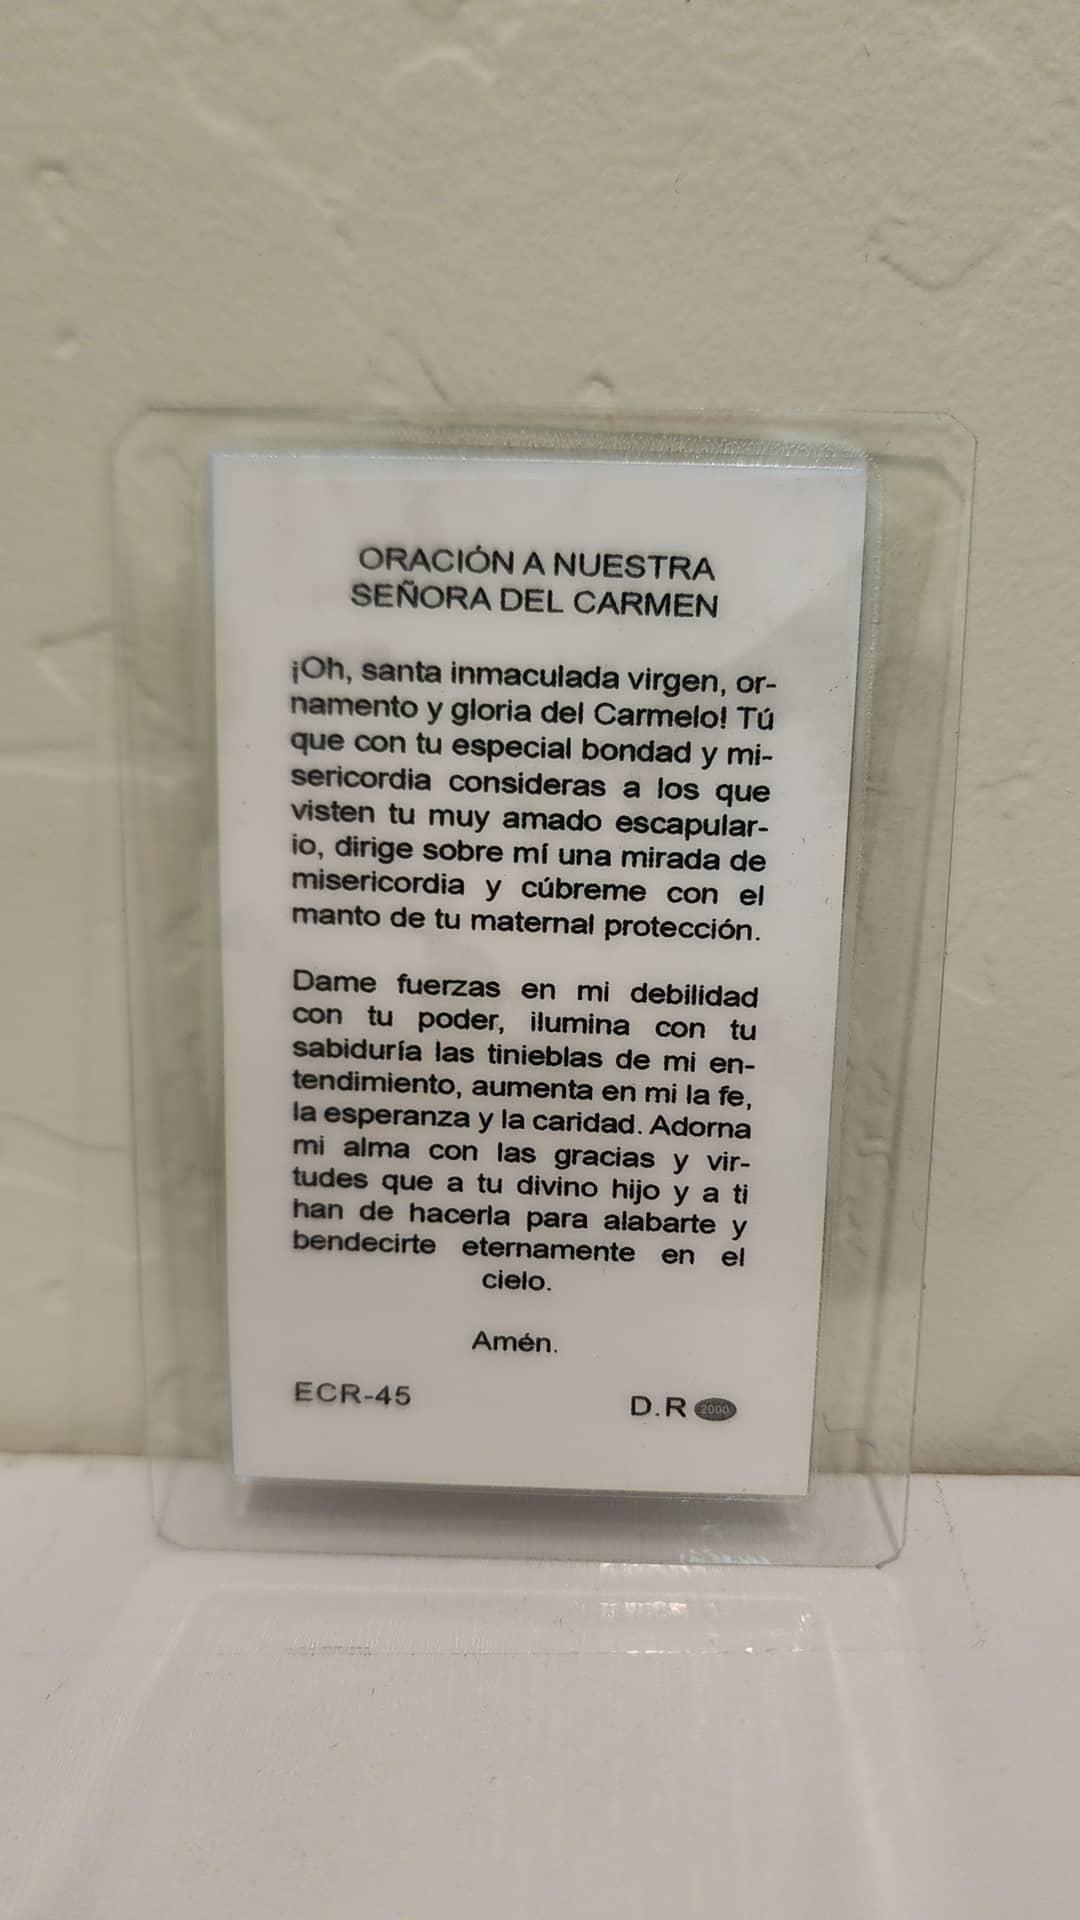 ORACIÓN A NUESTRA
SEÑORA DEL CARMEN
¡Oh, santa inmaculada virgen, or-
namento y gloria del Carmelo! Tú
que con tu especial bondad y mi-
sericordia consideras a los que
visten tu muy amado escapular-
io, dirige sobre mí una mirada de
misericordia y cúbreme con el
manto de tu maternal protección.
Dame fuerzas en mi debilidad
con tu poder, ilumina con tu
sabiduría las tinieblas de mi en-
tendimiento, aumenta en mi la fe,
la esperanza y la caridad. Adorna
mi alma con las gracias y vir-
tudes que a tu divino hijo y a ti
han de hacerla para alabarte y
bendecirte eternamente en el
cielo.
Amén.
ECR-45
D.R 2000